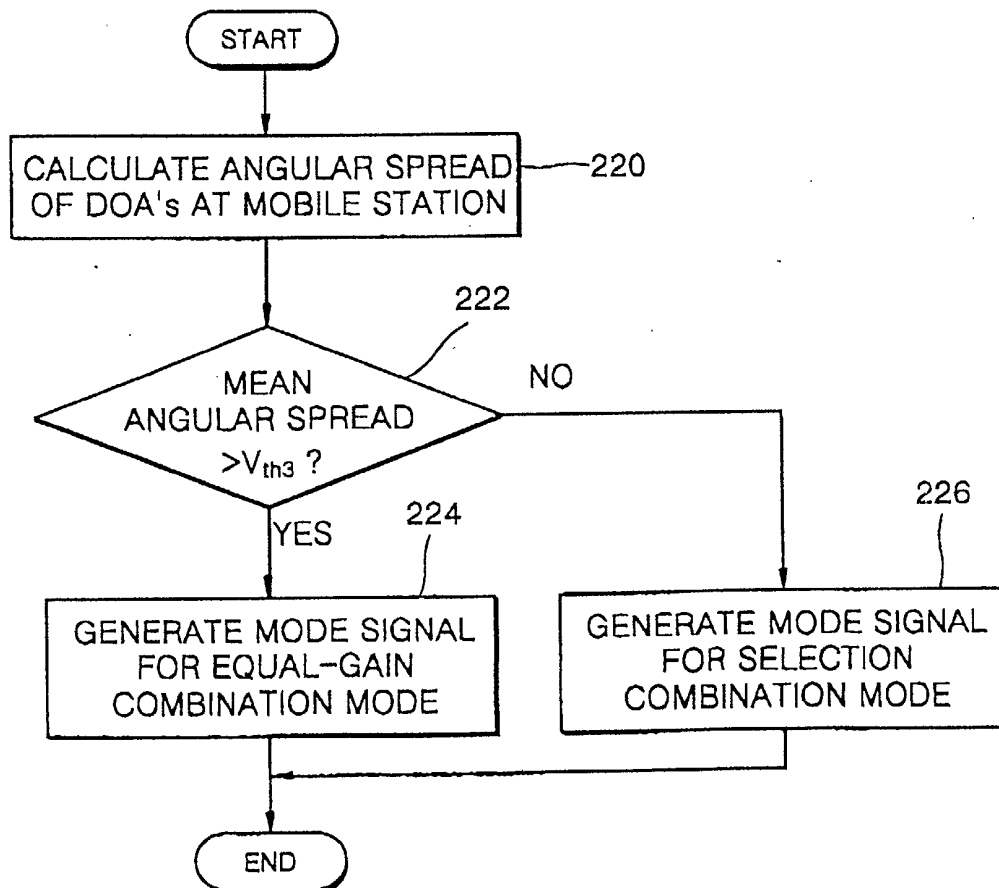 START
CALCULATE ANGULAR SPREAD
OF DOA's AT MOBILE STATION
220
222
MEAN
ANGULAR SPREAD
>Vth3 ?
NO
YES
224
226
GENERATE MODE SIGNAL
FOR EQUAL-GAIN
COMBINATION MODE
GENERATE MODE SIGNAL
FOR SELECTION
COMBINATION MODE
END